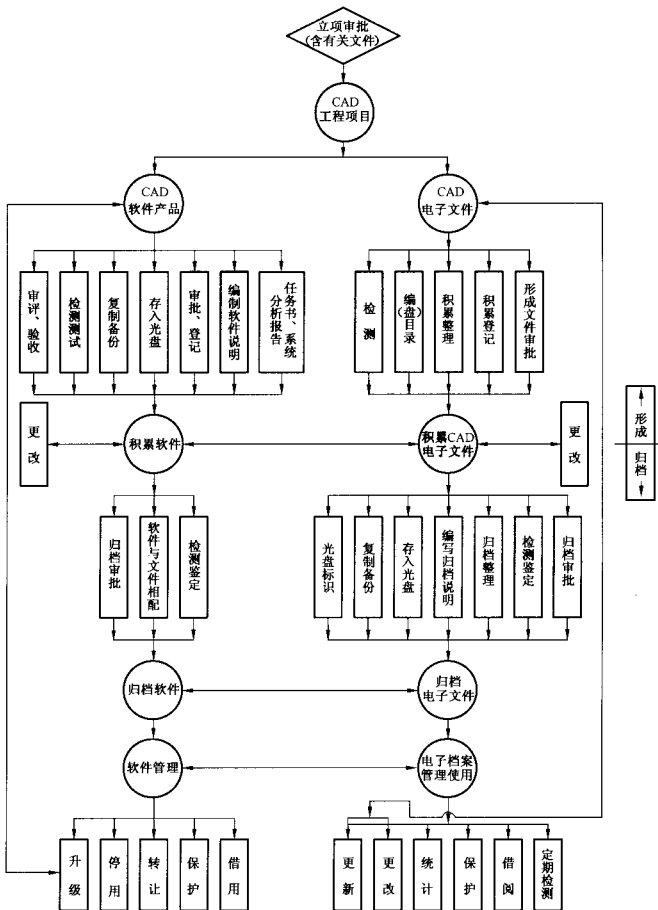 立项审批
(含有关文件)
CAD
工程项目
CAD
软件产品
CAD
电子文件
审评、验收
检测测试
复制备份
存入光盘
审批、登记
编制软件说明
任务书、系统
分析报告
检测
编(盘)目录
积累整理
积累登记
形成文件审批
更改
积累软件
积累CAD
电子文件
更改
形成
归档
归档审批
软件与文件相配
检测鉴定
光盘标识
复制备份
存入光盘
编写归档说明
归档整理
检测鉴定
归档审批
归档软件
归档
电子文件
软件管理
电子档案
管理使用
升级
停用
转让
保护
借用
更新
更改
统计
保护
借阅
定期检测